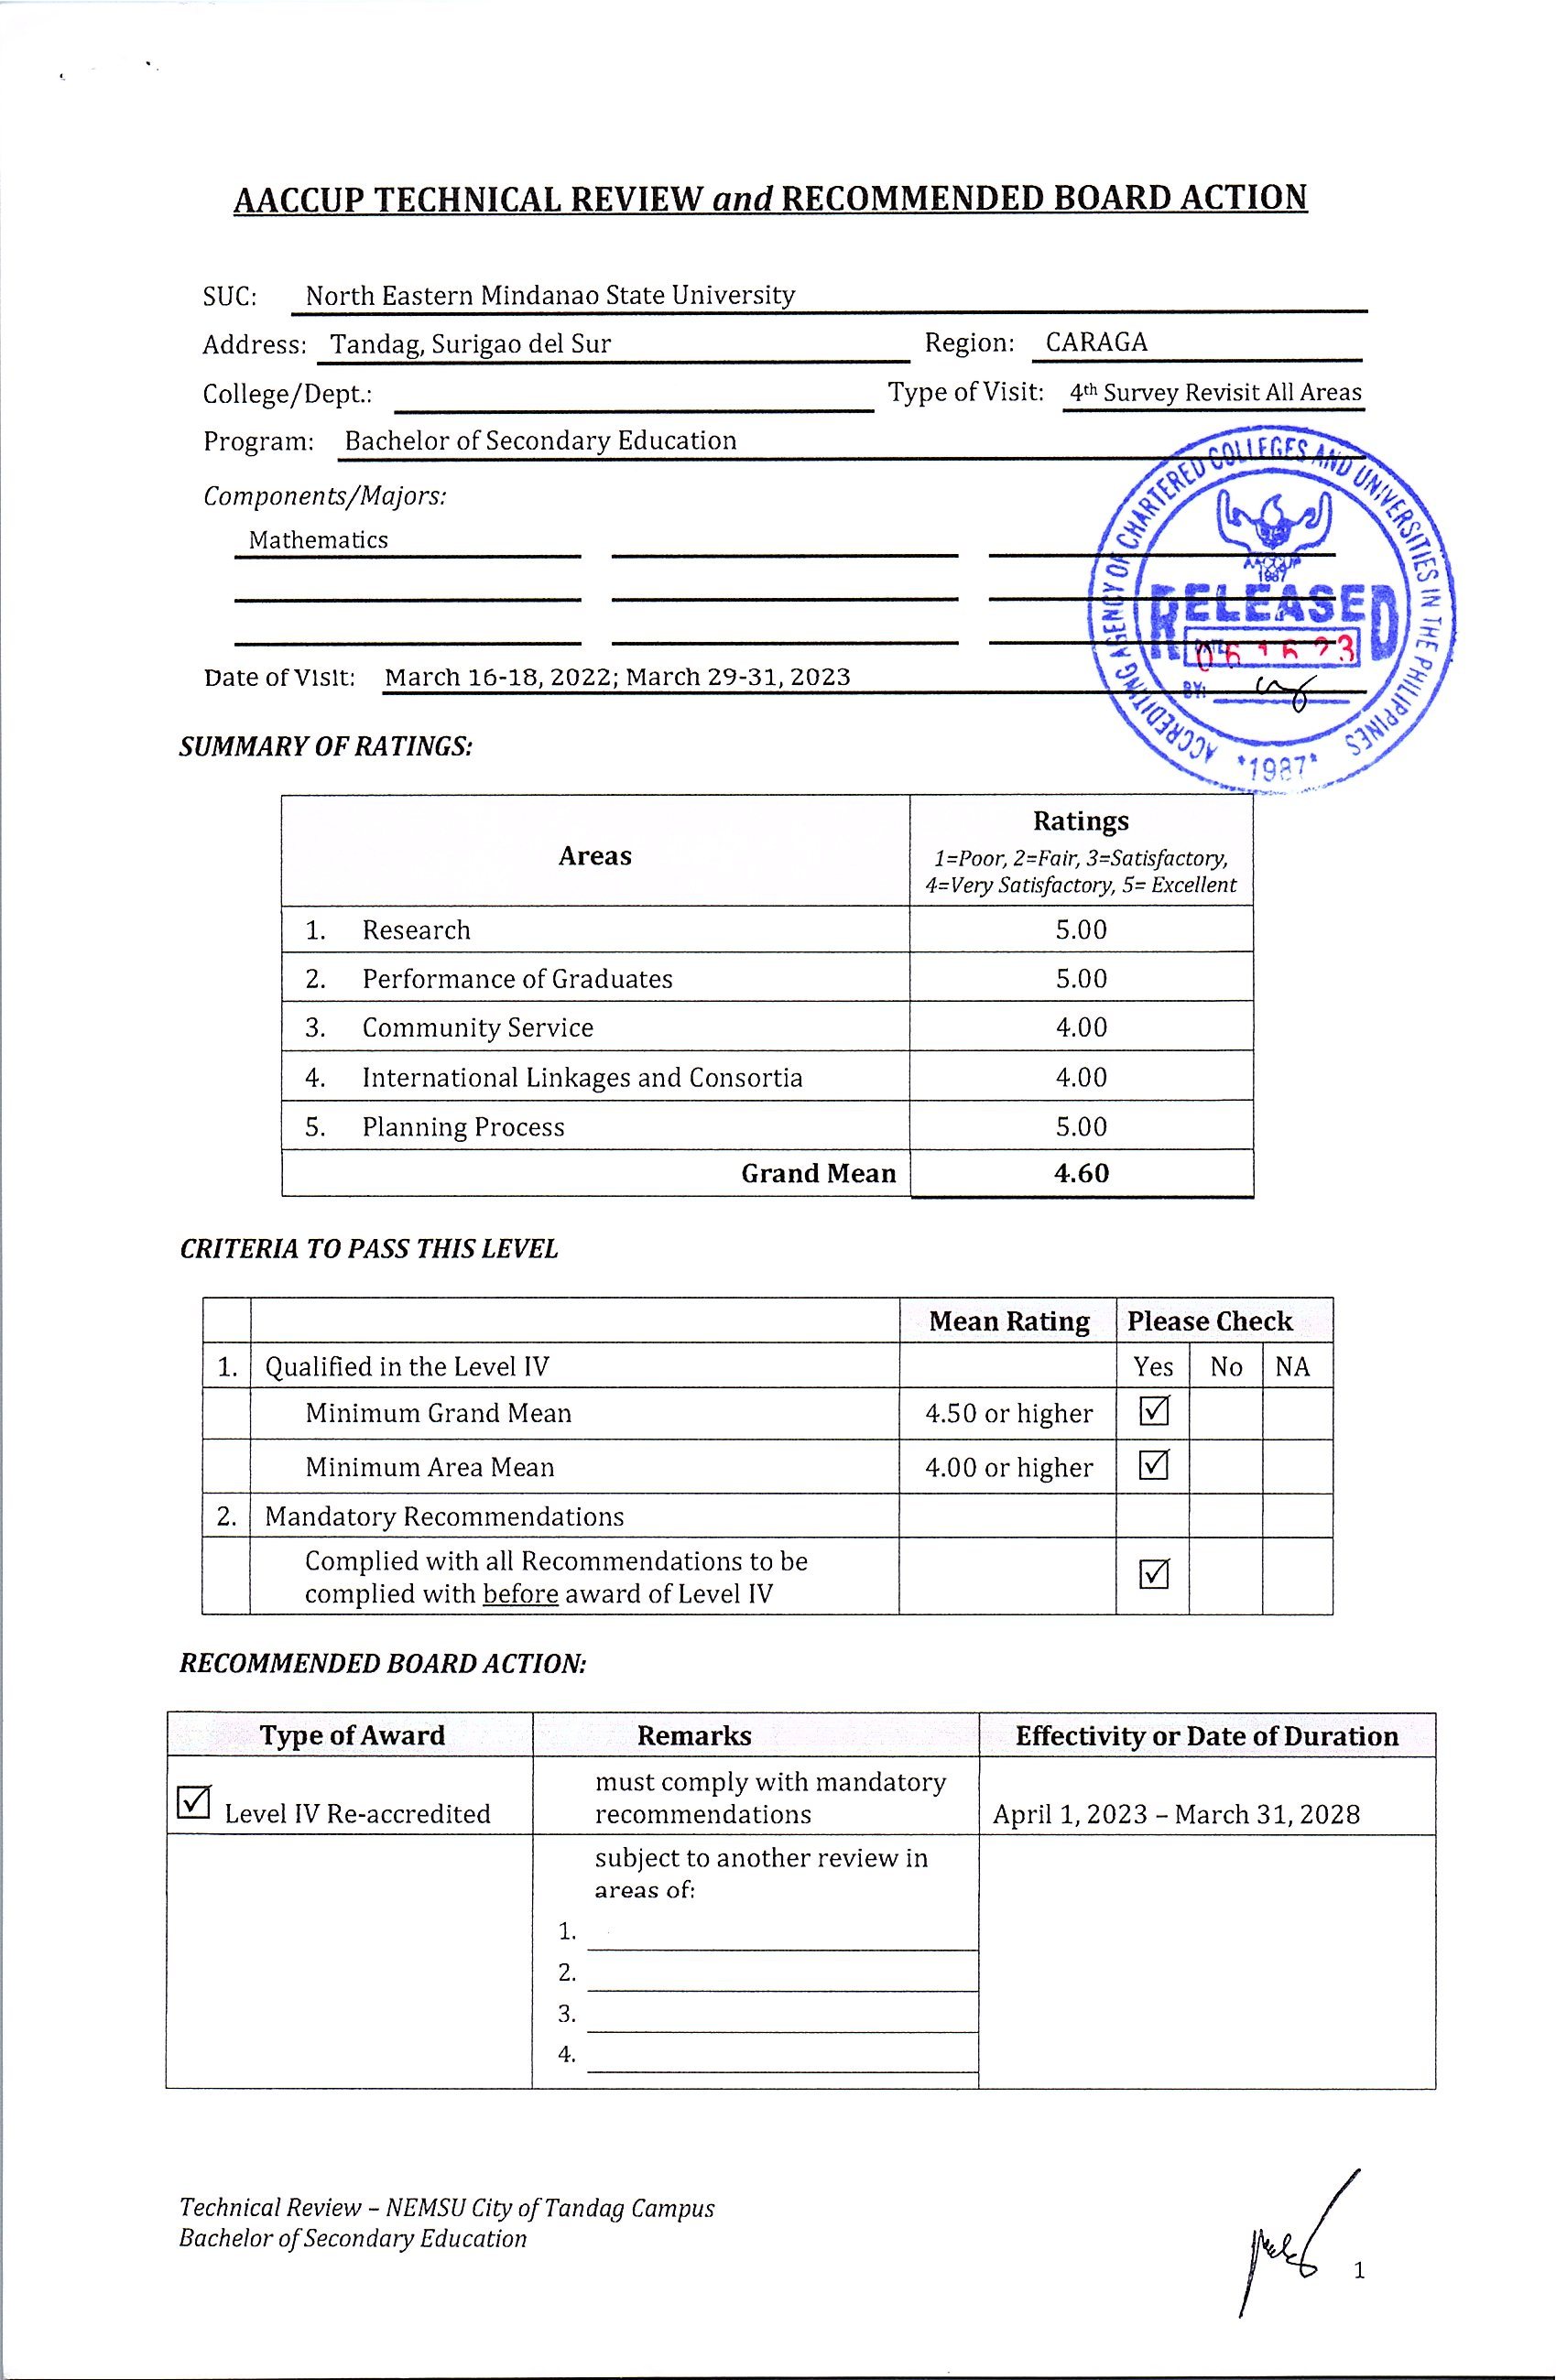 AACCUP TECHNICAL REVIEW and RECOMMENDED BOARD ACTION
SUC: North Eastern Mindanao State University
Address: Tandag, Surigao del Sur Region: CARAGA
College/Dept.: Type of Visit: 4th Survey Revisit All Areas
Program: Bachelor of Secondary Education
Components/Majors:
Mathematics
Date of Visit: March 16-18, 2022; March 29-31, 2023
ACCREDITING AGENCY OF CHARTERED COLLEGES AND UNIVERSITIES IN THE PHILIPPINES
AACCUP
1987
RELEASED
BY:
*1987*
SUMMARY OF RATINGS:
Areas Ratings
1=Poor, 2=Fair, 3=Satisfactory,
4=Very Satisfactory, 5= Excellent
1. Research 5.00
2. Performance of Graduates 5.00
3. Community Service 4.00
4. International Linkages and Consortia 4.00
5. Planning Process 5.00
Grand Mean 4.60
CRITERIA TO PASS THIS LEVEL
Mean Rating Please Check
1. Qualified in the Level IV Yes No NA
Minimum Grand Mean 4.50 or higher ☑
Minimum Area Mean 4.00 or higher ☑
2. Mandatory Recommendations
Complied with all Recommendations to be
complied with before award of Level IV ☑
RECOMMENDED BOARD ACTION:
Type of Award Remarks Effectivity or Date of Duration
☑ Level IV Re-accredited must comply with mandatory
recommendations April 1, 2023 – March 31, 2028
subject to another review in
areas of:
1.
2.
3.
4.
Technical Review – NEMSU City of Tandag Campus
Bachelor of Secondary Education
1